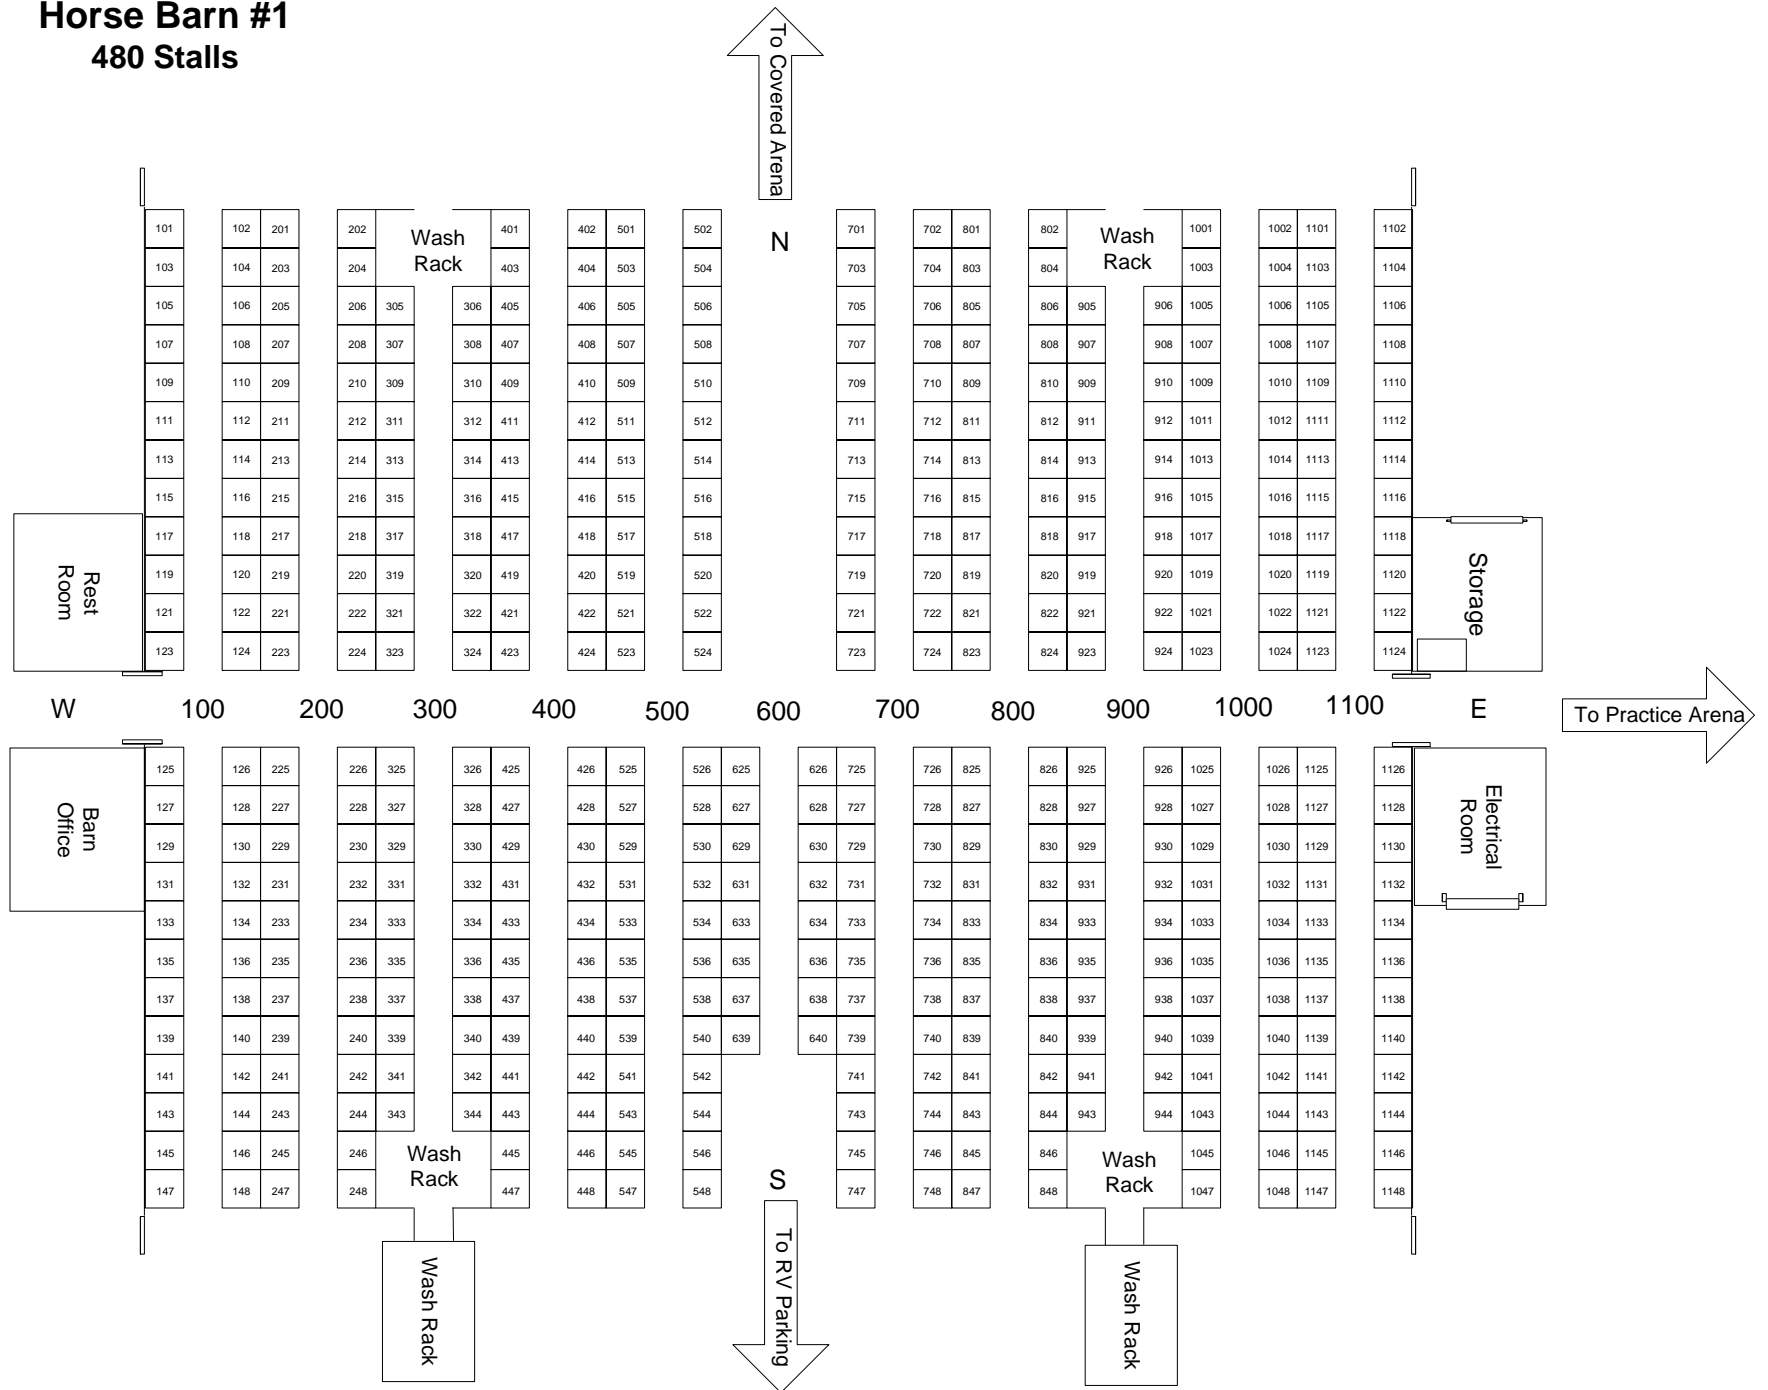 Horse Barn #1
480 Stalls
To Covered Arena
N
101 102 201 202 Wash Rack 401 402 501 502 701 702 801 802 Wash Rack 1001 1002 1101 1102
103 104 203 204 403 404 503 504 703 704 803 804 1003 1004 1103 1104
105 106 205 206 305 306 405 406 505 506 705 706 805 806 905 906 1005 1006 1105 1106
107 108 207 208 307 308 407 408 507 508 707 708 807 808 907 908 1007 1008 1107 1108
109 110 209 210 309 310 409 410 509 510 709 710 809 810 909 910 1009 1010 1109 1110
111 112 211 212 311 312 411 412 511 512 711 712 811 812 911 912 1011 1012 1111 1112
113 114 213 214 313 314 413 414 513 514 713 714 813 814 913 914 1013 1014 1113 1114
115 116 215 216 315 316 415 416 515 516 715 716 815 816 915 916 1015 1016 1115 1116
117 118 217 218 317 318 417 418 517 518 717 718 817 818 917 918 1017 1018 1117 1118
119 120 219 220 319 320 419 420 519 520 719 720 819 820 919 920 1019 1020 1119 1120
121 122 221 222 321 322 421 422 521 522 721 722 821 822 921 922 1021 1022 1121 1122
123 124 223 224 323 324 423 424 523 524 723 724 823 824 923 924 1023 1024 1123 1124
Rest
Room
Storage
W 100 200 300 400 500 600 700 800 900 1000 1100 E To Practice Arena
Barn
Office
Electrical
Room
125 126 225 226 325 326 425 426 525 526 625 626 725 726 825 826 925 926 1025 1026 1125 1126
127 128 227 228 327 328 427 428 527 528 627 628 727 728 827 828 927 928 1027 1028 1127 1128
129 130 229 230 329 330 429 430 529 530 629 630 729 730 829 830 929 930 1029 1030 1129 1130
131 132 231 232 331 332 431 432 531 532 631 632 731 732 831 832 931 932 1031 1032 1131 1132
133 134 233 234 333 334 433 434 533 534 633 634 733 734 833 834 933 934 1033 1034 1133 1134
135 136 235 236 335 336 435 436 535 536 635 636 735 736 835 836 935 936 1035 1036 1135 1136
137 138 237 238 337 338 437 438 537 538 637 638 737 738 837 838 937 938 1037 1038 1137 1138
139 140 239 240 339 340 439 440 539 540 639 640 739 740 839 840 939 940 1039 1040 1139 1140
141 142 241 242 341 342 441 442 541 542 741 742 841 842 941 942 1041 1042 1141 1142
143 144 243 244 343 344 443 444 543 544 743 744 843 844 943 944 1043 1044 1143 1144
145 146 245 246 Wash Rack 445 446 545 546 745 746 845 846 Wash Rack 1045 1046 1145 1146
147 148 247 248 447 448 547 548 747 748 847 848 1047 1048 1147 1148
S
Wash Rack
To RV Parking
Wash Rack